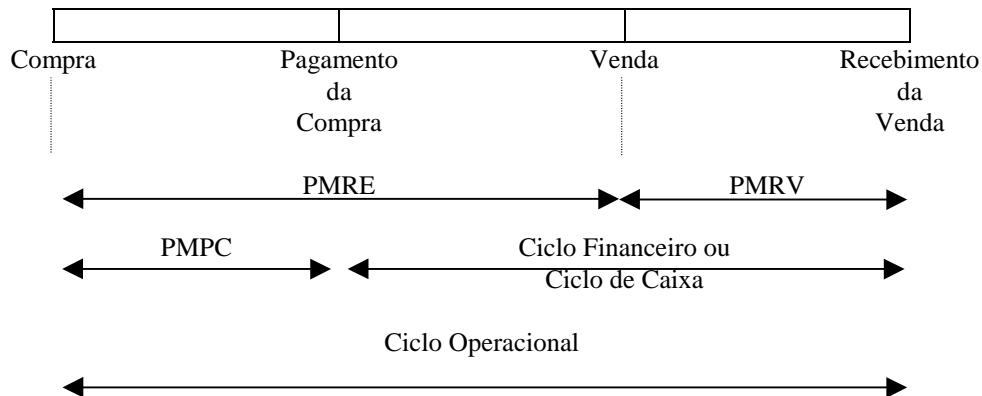 Compra
Pagamento
da
Compra
Venda
Recebimento
da
Venda
PMRE
PMRV
PMPC
Ciclo Financeiro ou
Ciclo de Caixa
Ciclo Operacional